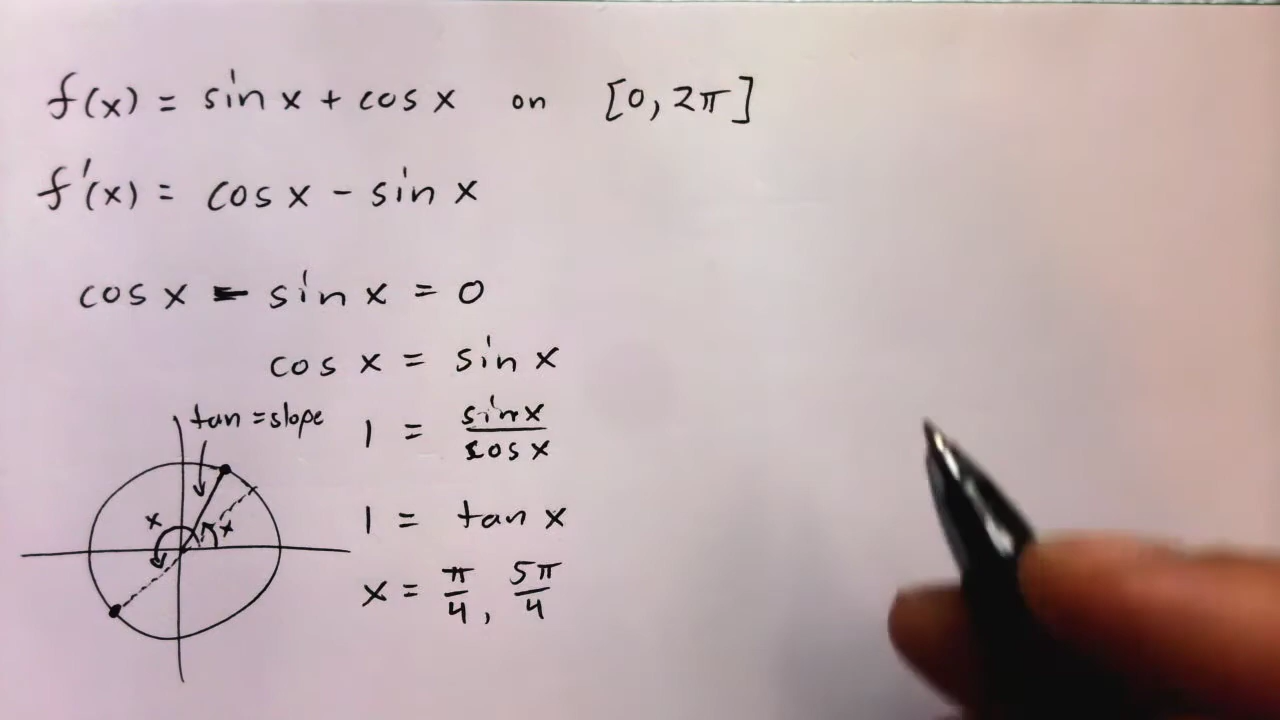 f(x) = sin x + cos x on [0, 2π]
f'(x) = cos x - sin x
cos x - sin x = 0
cos x = sin x
tan = slope
1 = sin x / cos x
1 = tan x
x x
x = π/4, 5π/4